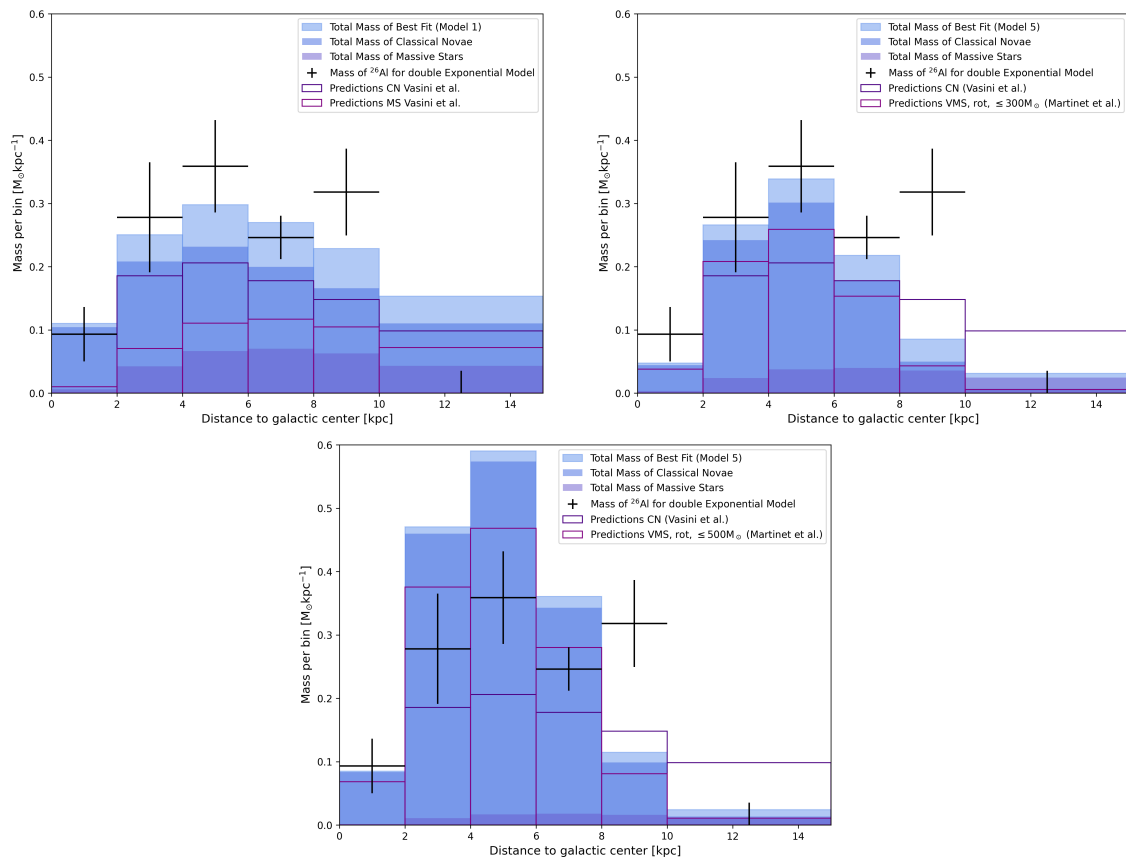 Total Mass of Best Fit (Model 1)
Total Mass of Classical Novae
Total Mass of Massive Stars
Mass of ²⁶Al for double Exponential Model
Predictions CN Vasini et al.
Predictions MS Vasini et al.
Mass per bin [M☉kpc⁻¹]
0.6
0.5
0.4
0.3
0.2
0.1
0.0
0 2 4 6 8 10 12 14
Distance to galactic center [kpc]
Total Mass of Best Fit (Model 5)
Total Mass of Classical Novae
Total Mass of Massive Stars
Mass of ²⁶Al for double Exponential Model
Predictions CN (Vasini et al.)
Predictions VMS, rot, ≤ 300M☉ (Martinet et al.)
Mass per bin [M☉kpc⁻¹]
0.6
0.5
0.4
0.3
0.2
0.1
0.0
0 2 4 6 8 10 12 14
Distance to galactic center [kpc]
Total Mass of Best Fit (Model 5)
Total Mass of Classical Novae
Total Mass of Massive Stars
Mass of ²⁶Al for double Exponential Model
Predictions CN (Vasini et al.)
Predictions VMS, rot, ≤ 500M☉ (Martinet et al.)
Mass per bin [M☉kpc⁻¹]
0.6
0.5
0.4
0.3
0.2
0.1
0.0
0 2 4 6 8 10 12 14
Distance to galactic center [kpc]